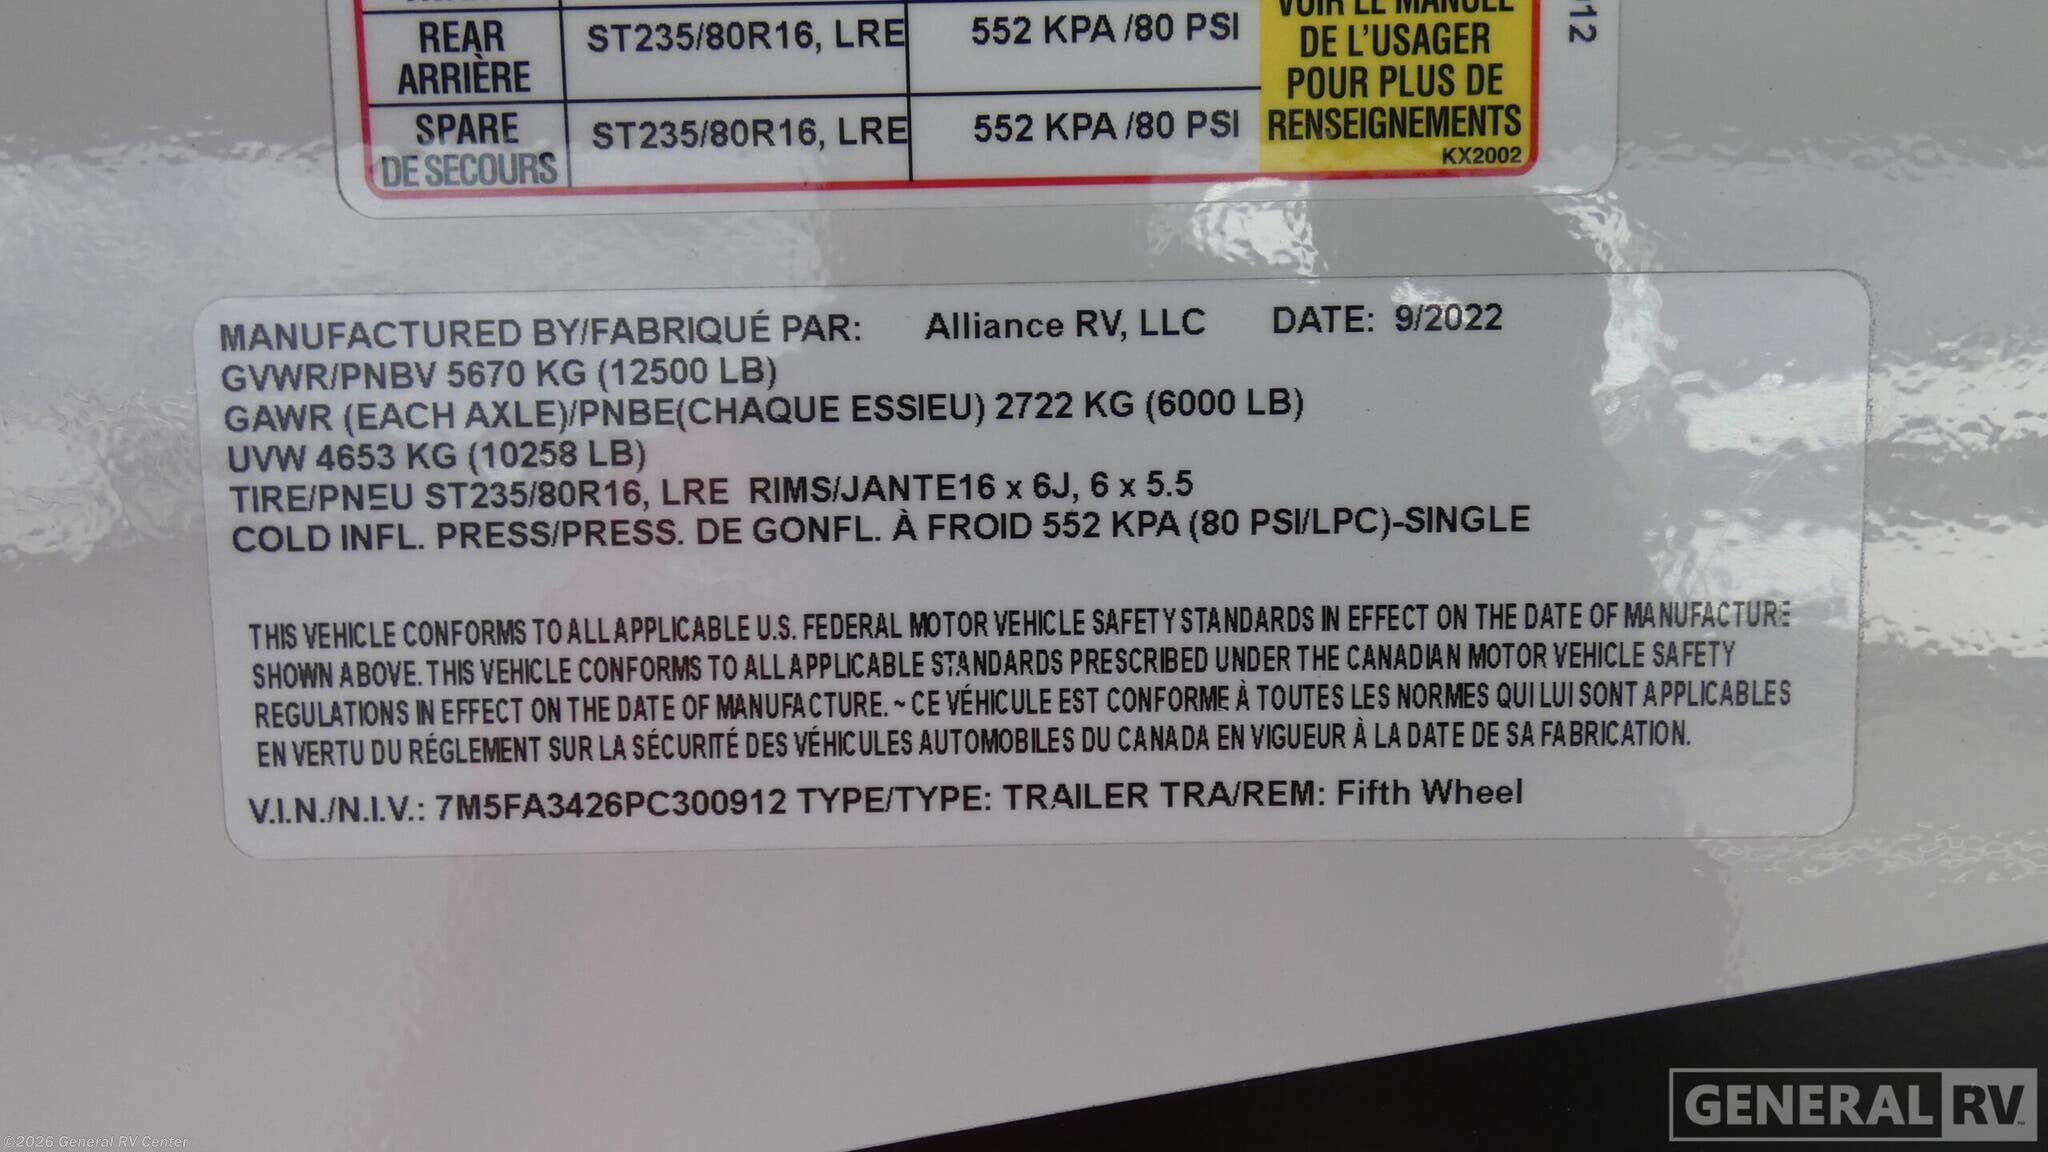 REAR ST235/80R16, LRE 552 KPA /80 PSI
ARRIÈRE
SPARE ST235/80R16, LRE 552 KPA /80 PSI
DE SECOURS
VOIR LE MANUEL
DE L'USAGER
POUR PLUS DE
RENSEIGNEMENTS
KX2002
MANUFACTURED BY/FABRIQUÉ PAR: Alliance RV, LLC DATE: 9/2022
GVWR/PNBV 5670 KG (12500 LB)
GAWR (EACH AXLE)/PNBE(CHAQUE ESSIEU) 2722 KG (6000 LB)
UVW 4653 KG (10258 LB)
TIRE/PNEU ST235/80R16, LRE RIMS/JANTE16 x 6J, 6 x 5.5
COLD INFL. PRESS/PRESS. DE GONFL. À FROID 552 KPA (80 PSI/LPC)-SINGLE
THIS VEHICLE CONFORMS TO ALL APPLICABLE U.S. FEDERAL MOTOR VEHICLE SAFETY STANDARDS IN EFFECT ON THE DATE OF MANUFACTURE
SHOWN ABOVE. THIS VEHICLE CONFORMS TO ALL APPLICABLE STANDARDS PRESCRIBED UNDER THE CANADIAN MOTOR VEHICLE SAFETY
REGULATIONS IN EFFECT ON THE DATE OF MANUFACTURE. ~ CE VÉHICULE EST CONFORME À TOUTES LES NORMES QUI LUI SONT APPLICABLES
EN VERTU DU RÉGLEMENT SUR LA SÉCURITÉ DES VÉHICULES AUTOMOBILES DU CANADA EN VIGUEUR À LA DATE DE SA FABRICATION.
V.I.N./N.I.V.: 7M5FA3426PC300912 TYPE/TYPE: TRAILER TRA/REM: Fifth Wheel
GENERAL RV
©2026 General RV Center